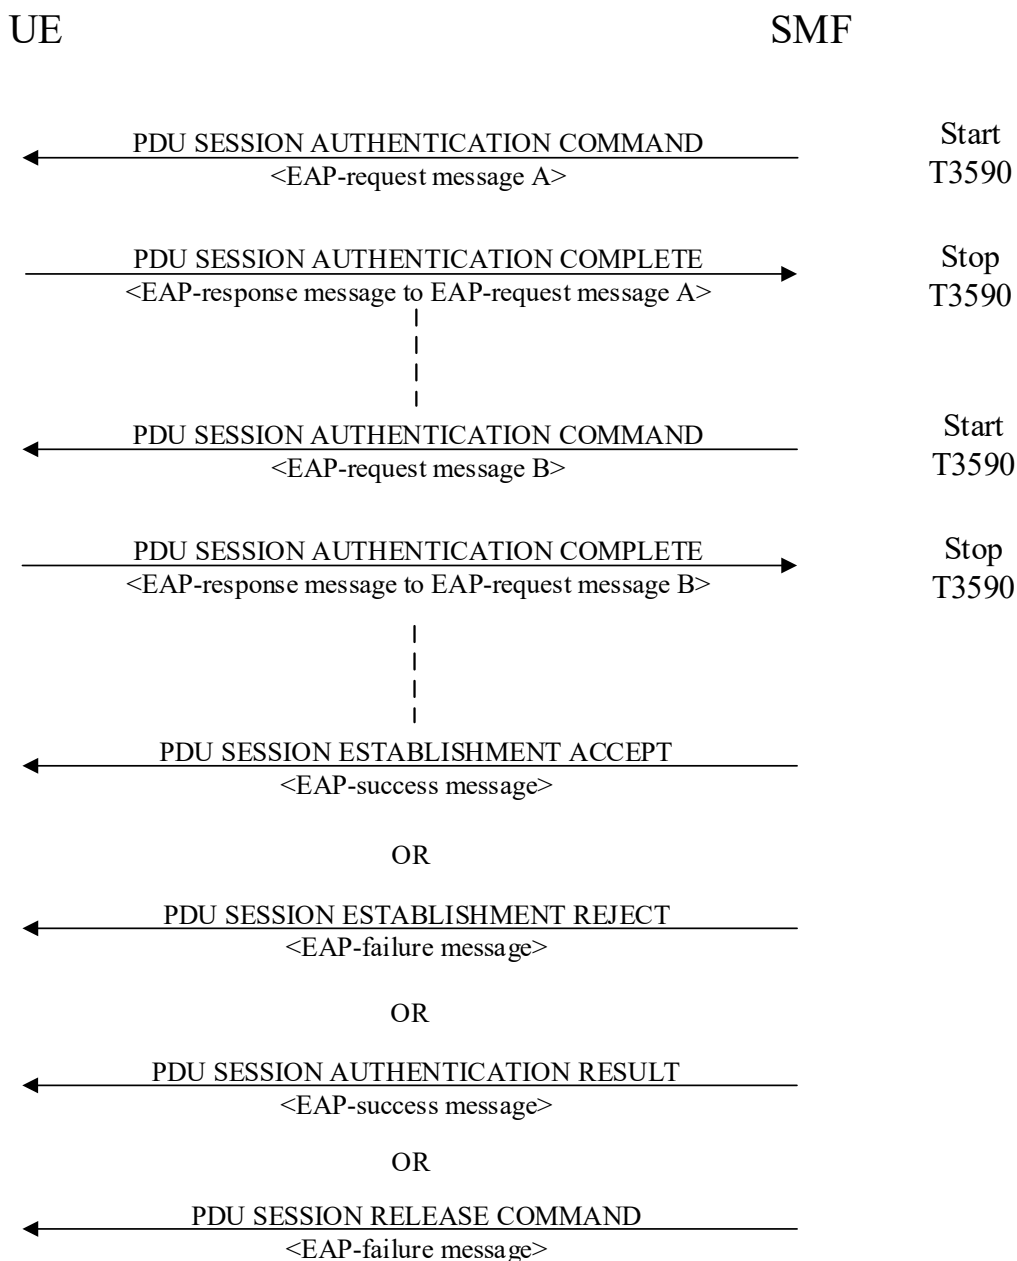 UE
SMF
PDU SESSION AUTHENTICATION COMMAND
<EAP-request message A>
Start
T3590
PDU SESSION AUTHENTICATION COMPLETE
<EAP-response message to EAP-request message A>
Stop
T3590
PDU SESSION AUTHENTICATION COMMAND
<EAP-request message B>
Start
T3590
PDU SESSION AUTHENTICATION COMPLETE
<EAP-response message to EAP-request message B>
Stop
T3590
PDU SESSION ESTABLISHMENT ACCEPT
<EAP-success message>
OR
PDU SESSION ESTABLISHMENT REJECT
<EAP-failure message>
OR
PDU SESSION AUTHENTICATION RESULT
<EAP-success message>
OR
PDU SESSION RELEASE COMMAND
<EAP-failure message>